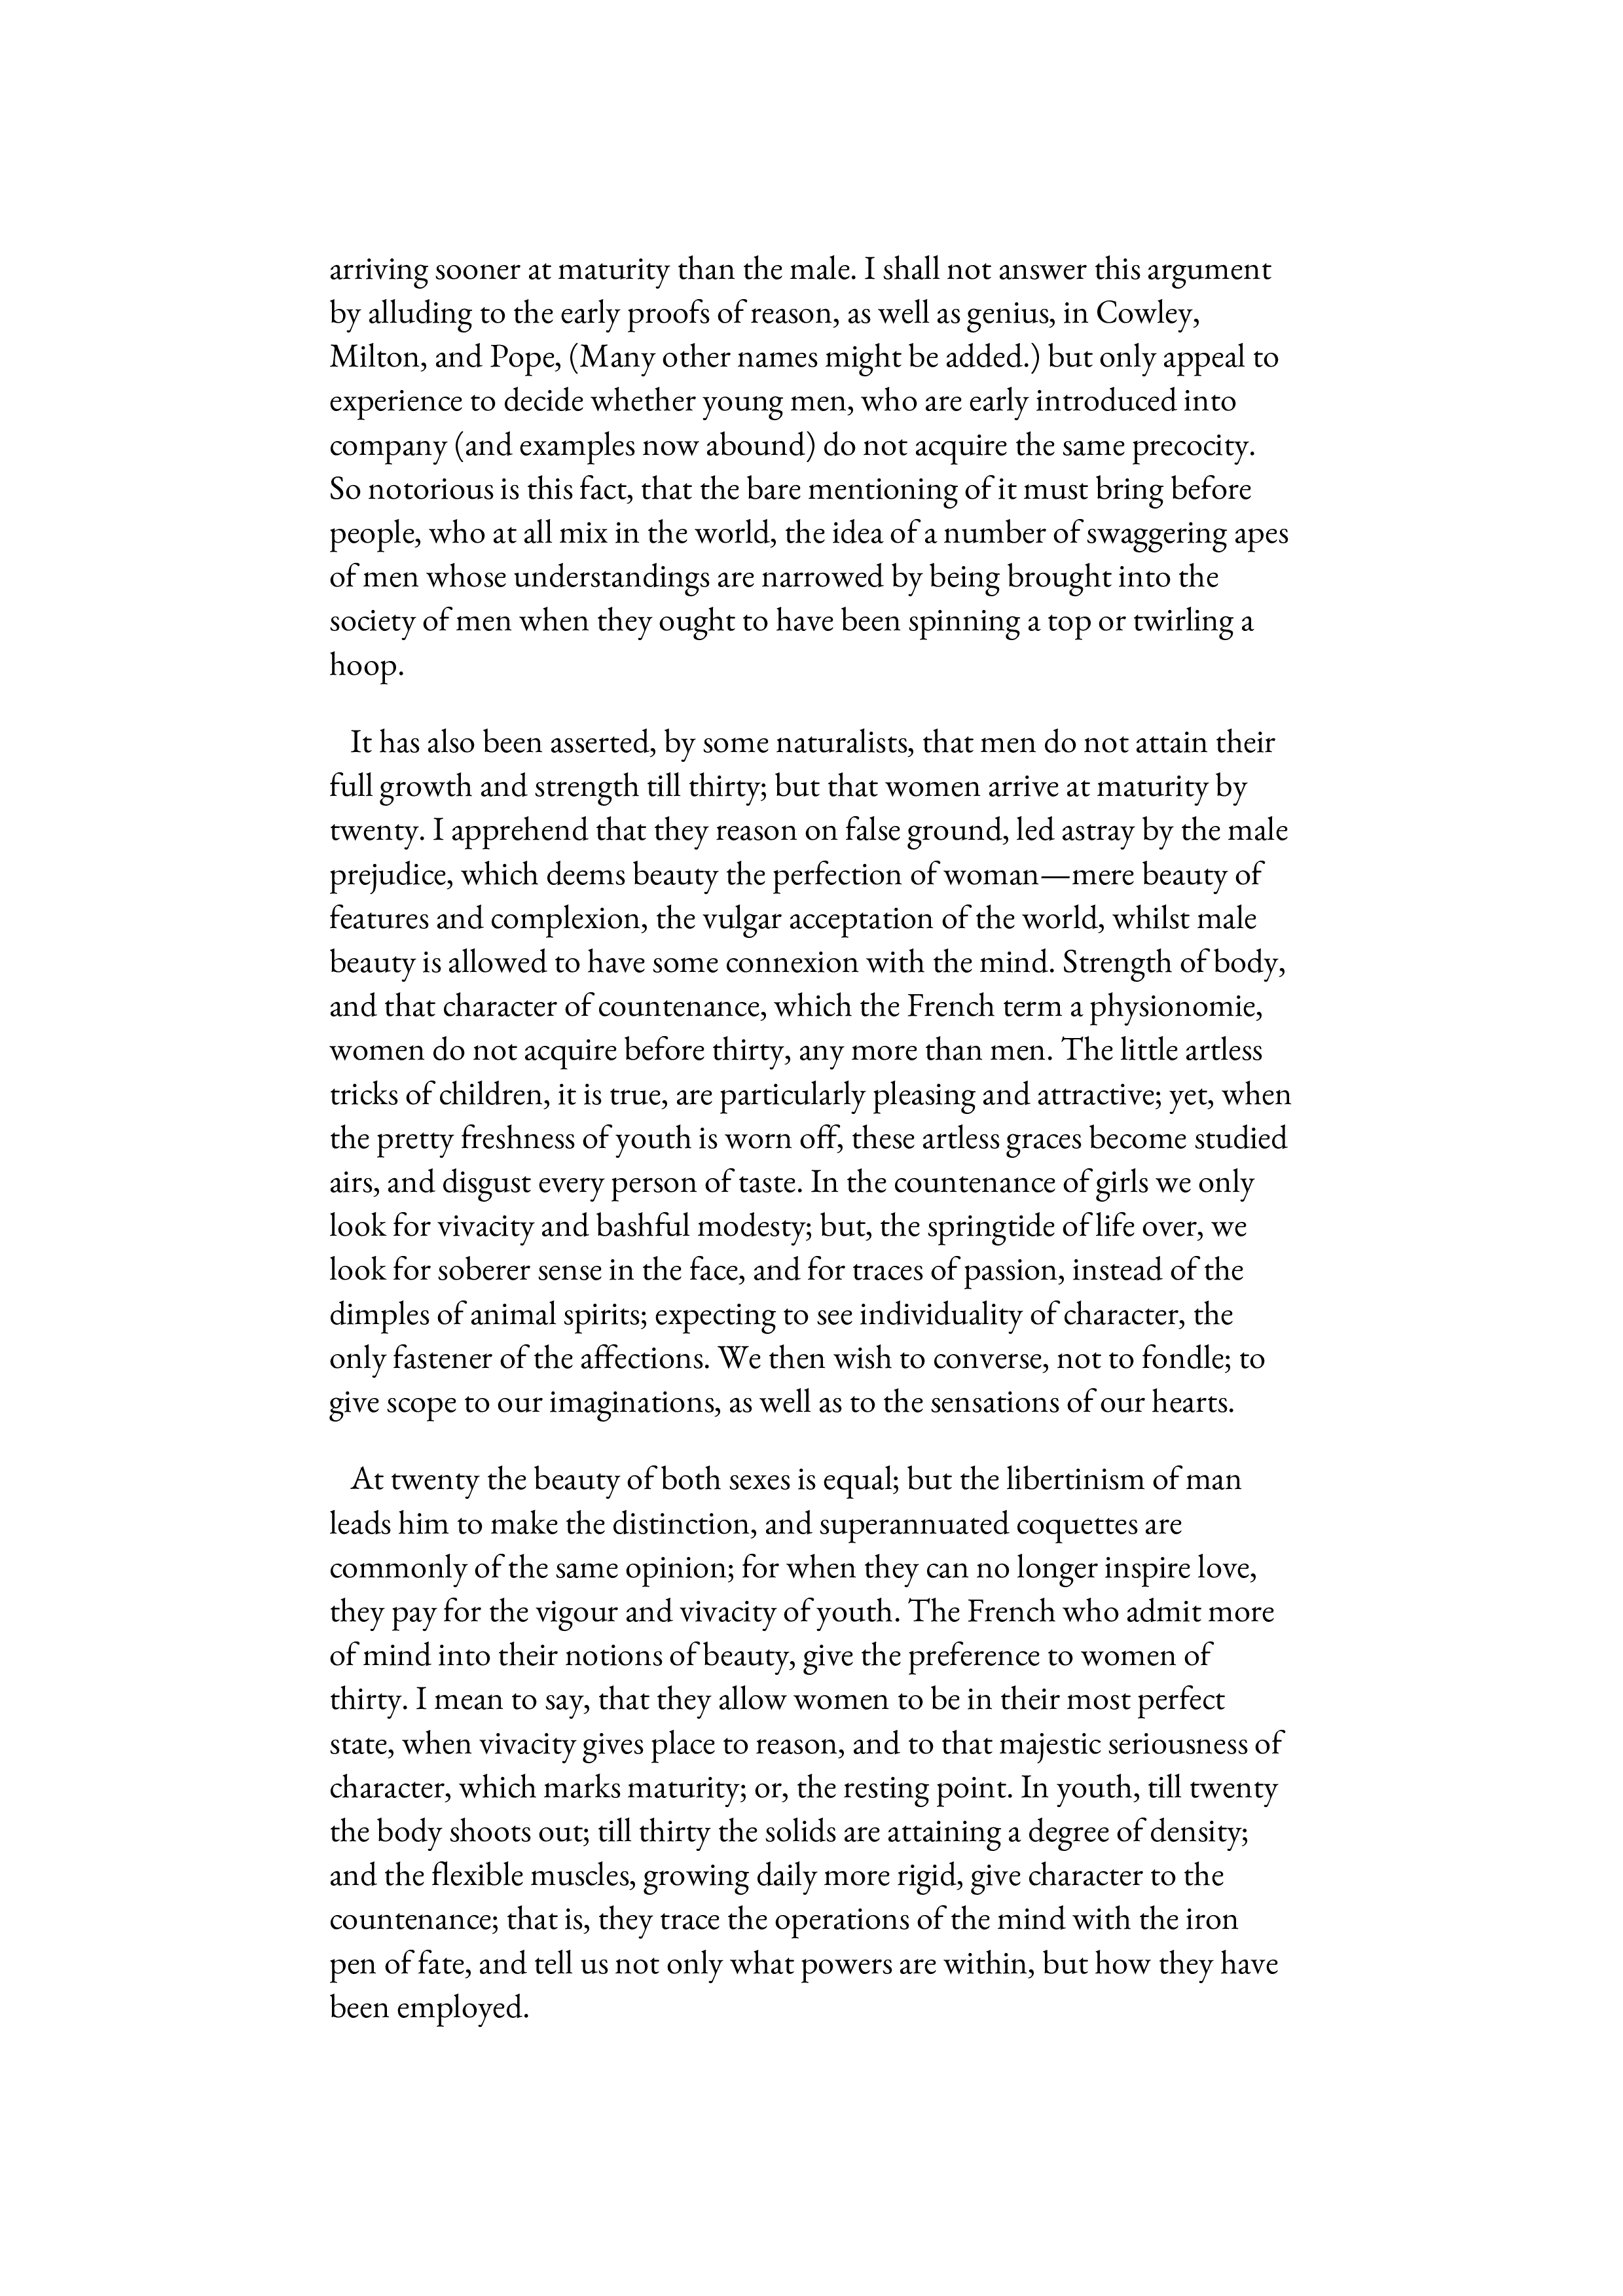 arriving sooner at maturity than the male. I shall not answer this argument
by alluding to the early proofs of reason, as well as genius, in Cowley,
Milton, and Pope, (Many other names might be added.) but only appeal to
experience to decide whether young men, who are early introduced into
company (and examples now abound) do not acquire the same precocity.
So notorious is this fact, that the bare mentioning of it must bring before
people, who at all mix in the world, the idea of a number of swaggering apes
of men whose understandings are narrowed by being brought into the
society of men when they ought to have been spinning a top or twirling a
hoop.
It has also been asserted, by some naturalists, that men do not attain their
full growth and strength till thirty; but that women arrive at maturity by
twenty. I apprehend that they reason on false ground, led astray by the male
prejudice, which deems beauty the perfection of woman—mere beauty of
features and complexion, the vulgar acceptation of the world, whilst male
beauty is allowed to have some connexion with the mind. Strength of body,
and that character of countenance, which the French term a physionomie,
women do not acquire before thirty, any more than men. The little artless
tricks of children, it is true, are particularly pleasing and attractive; yet, when
the pretty freshness of youth is worn off, these artless graces become studied
airs, and disgust every person of taste. In the countenance of girls we only
look for vivacity and bashful modesty; but, the springtide of life over, we
look for soberer sense in the face, and for traces of passion, instead of the
dimples of animal spirits; expecting to see individuality of character, the
only fastener of the affections. We then wish to converse, not to fondle; to
give scope to our imaginations, as well as to the sensations of our hearts.
At twenty the beauty of both sexes is equal; but the libertinism of man
leads him to make the distinction, and superannuated coquettes are
commonly of the same opinion; for when they can no longer inspire love,
they pay for the vigour and vivacity of youth. The French who admit more
of mind into their notions of beauty, give the preference to women of
thirty. I mean to say, that they allow women to be in their most perfect
state, when vivacity gives place to reason, and to that majestic seriousness of
character, which marks maturity; or, the resting point. In youth, till twenty
the body shoots out; till thirty the solids are attaining a degree of density;
and the flexible muscles, growing daily more rigid, give character to the
countenance; that is, they trace the operations of the mind with the iron
pen of fate, and tell us not only what powers are within, but how they have
been employed.